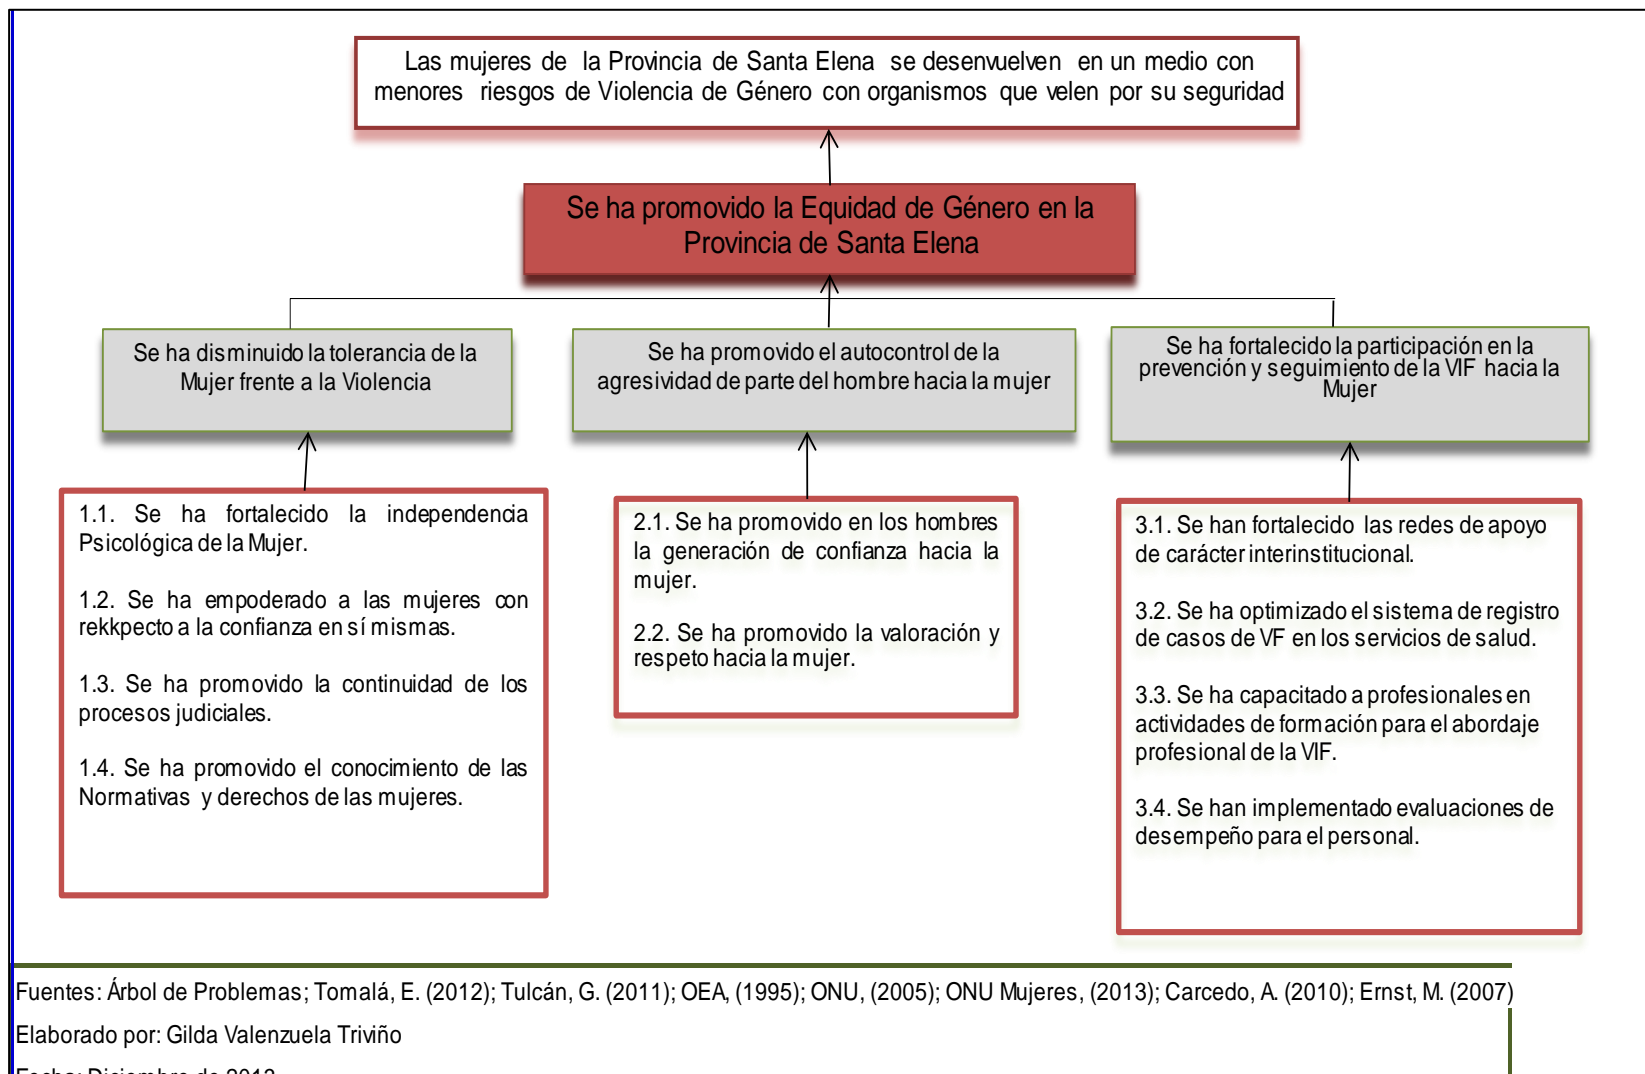 Las mujeres de la Provincia de Santa Elena se desenvuelven en un medio con
menores riesgos de Violencia de Género con organismos que velen por su seguridad
Se ha promovido la Equidad de Género en la
Provincia de Santa Elena
Se ha disminuido la tolerancia de la
Mujer frente a la Violencia
Se ha promovido el autocontrol de la
agresividad de parte del hombre hacia la mujer
Se ha fortalecido la participación en la
prevención y seguimiento de la VIF hacia la
Mujer
1.1. Se ha fortalecido la independencia
Psicológica de la Mujer.
1.2. Se ha empoderado a las mujeres con
rekkpecto a la confianza en sí mismas.
1.3. Se ha promovido la continuidad de los
procesos judiciales.
1.4. Se ha promovido el conocimiento de las
Normativas y derechos de las mujeres.
2.1. Se ha promovido en los hombres
la generación de confianza hacia la
mujer.
2.2. Se ha promovido la valoración y
respeto hacia la mujer.
3.1. Se han fortalecido las redes de apoyo
de carácter interinstitucional.
3.2. Se ha optimizado el sistema de registro
de casos de VF en los servicios de salud.
3.3. Se ha capacitado a profesionales en
actividades de formación para el abordaje
profesional de la VIF.
3.4. Se han implementado evaluaciones de
desempeño para el personal.
Fuentes: Árbol de Problemas; Tomalá, E. (2012); Tulcán, G. (2011); OEA, (1995); ONU, (2005); ONU Mujeres, (2013); Carcedo, A. (2010); Ernst, M. (2007)
Elaborado por: Gilda Valenzuela Triviño
Fecha: Diciembre de